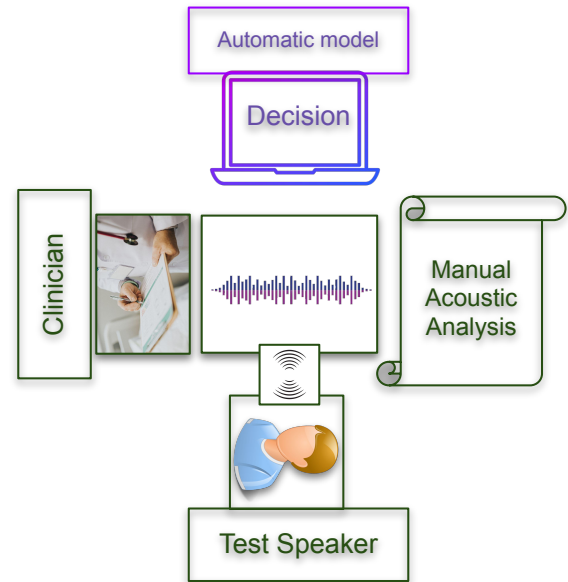 Automatic model
Decision
Clinician
Manual
Acoustic
Analysis
Test Speaker